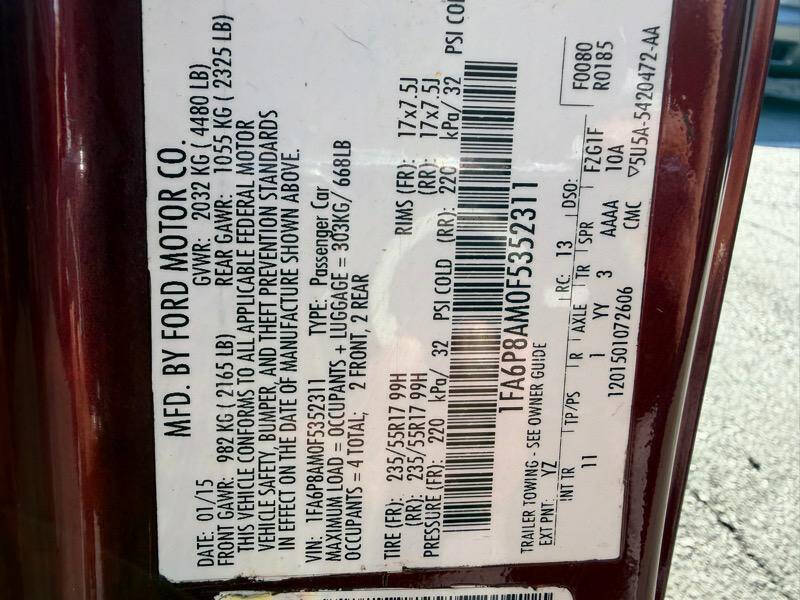 MFD. BY FORD MOTOR CO.
DATE: 01/15 GVWR: 2032 KG ( 4480 LB)
FRONT GAWR: 982 KG ( 2165 LB) REAR GAWR: 1055 KG ( 2325 LB)
THIS VEHICLE CONFORMS TO ALL APPLICABLE FEDERAL MOTOR
VEHICLE SAFETY, BUMPER, AND THEFT PREVENTION STANDARDS
IN EFFECT ON THE DATE OF MANUFACTURE SHOWN ABOVE.
VIN: 1FA6P8AM0F5352311 TYPE: Passenger Car
MAXIMUM LOAD = OCCUPANTS + LUGGAGE = 303KG/ 668LB
OCCUPANTS = 4 TOTAL; 2 FRONT, 2 REAR
TIRE (FR): 235/55R17 99H RIMS (FR): 17x7.5J
(RR): 235/55R17 99H (RR): 17x7.5J
PRESSURE (FR): 220 kPa/ 32 PSI COLD (RR): 220 kPa/ 32 PSI COL
1FA6P8AM0F5352311
TRAILER TOWING - SEE OWNER GUIDE
EXT PNT: YZ RC: 13 DSO: F0080
R0185
INT TR TP/PS R AXLE TR SPR FZG1F
11 1 YY 3 AAAA 10A
1201501072606 CMC ▽5U5A-5420472-AA